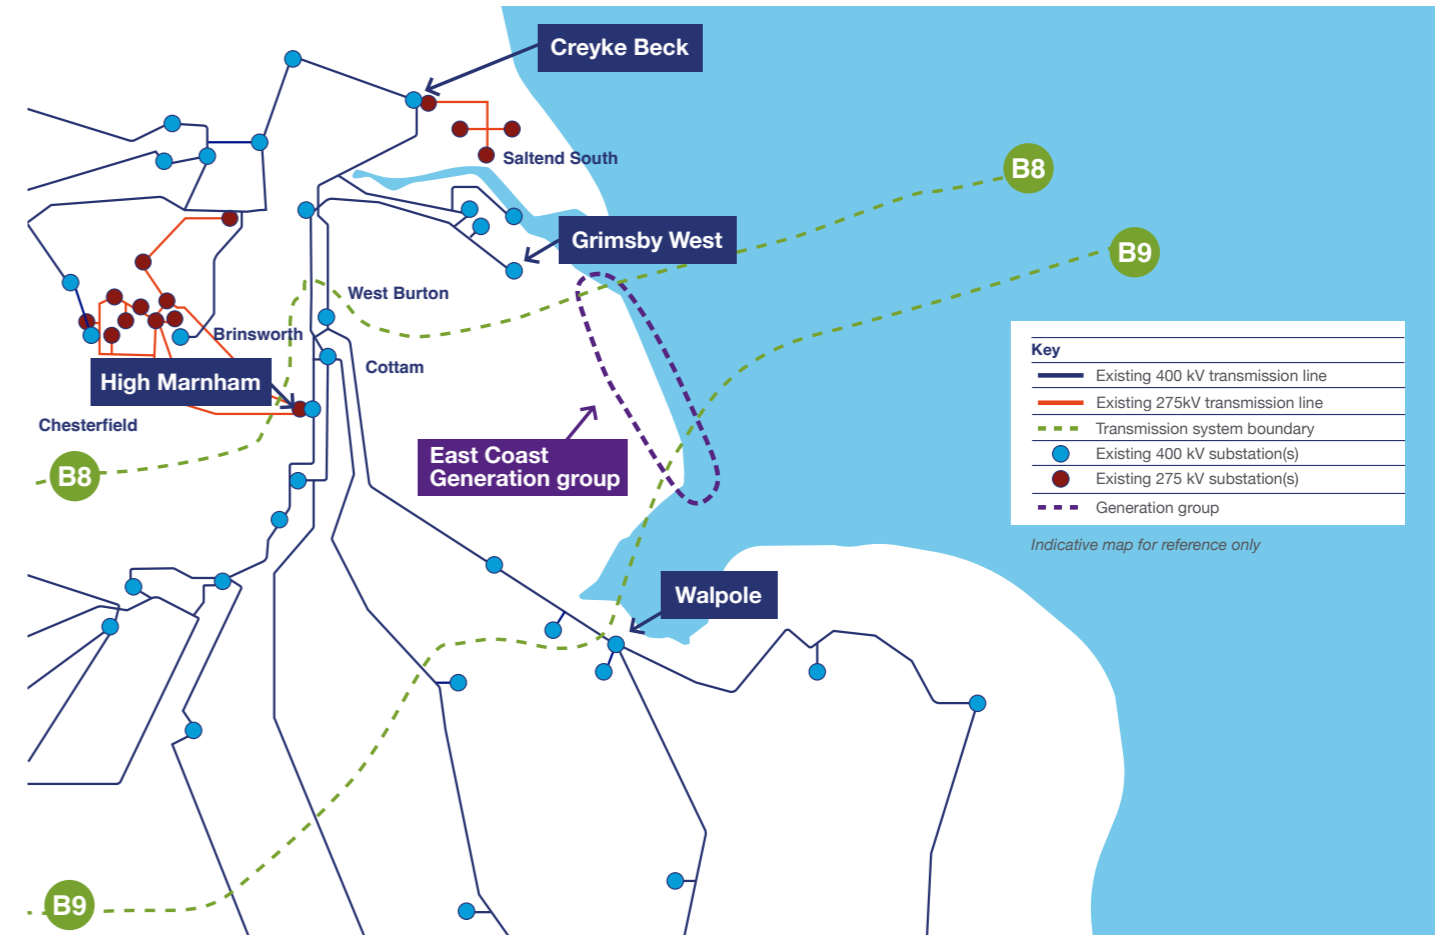 Creyke Beck
Saltend South
B8
Grimsby West
B9
West Burton
Brinsworth
Cottam
High Marnham
Chesterfield
B8
East Coast
Generation group
Walpole
B9
Key
Existing 400 kV transmission line
Existing 275kV transmission line
Transmission system boundary
Existing 400 kV substation(s)
Existing 275 kV substation(s)
Generation group
Indicative map for reference only